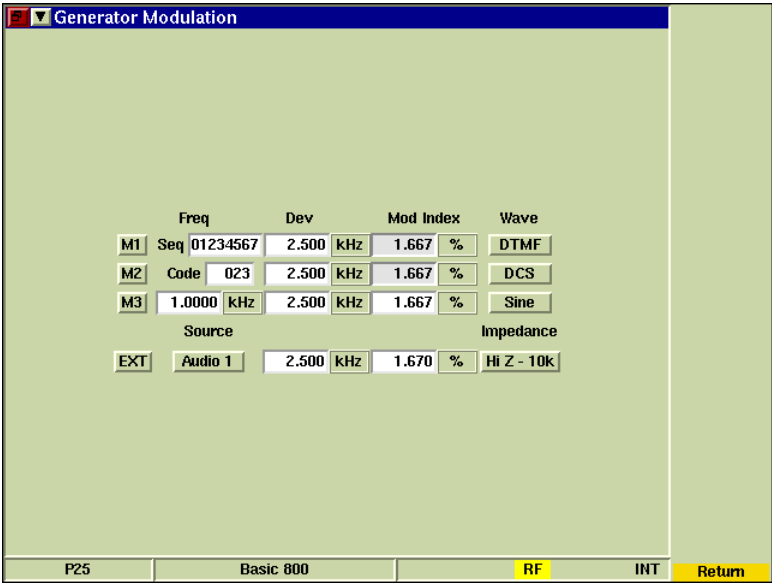 Generator Modulation
Freq Dev Mod Index Wave
M1 Seq 01234567 2.500 kHz 1.667 % DTMF
M2 Code 023 2.500 kHz 1.667 % DCS
M3 1.0000 kHz 2.500 kHz 1.667 % Sine
Source Impedance
EXT Audio 1 2.500 kHz 1.670 % Hi Z - 10k
P25 Basic 800 RF INT Return